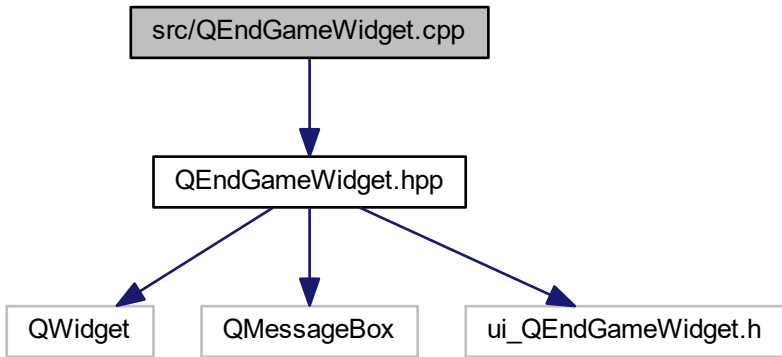 src/QEndGameWidget.cpp
QEndGameWidget.hpp
QWidget
QMessageBox
ui_QEndGameWidget.h